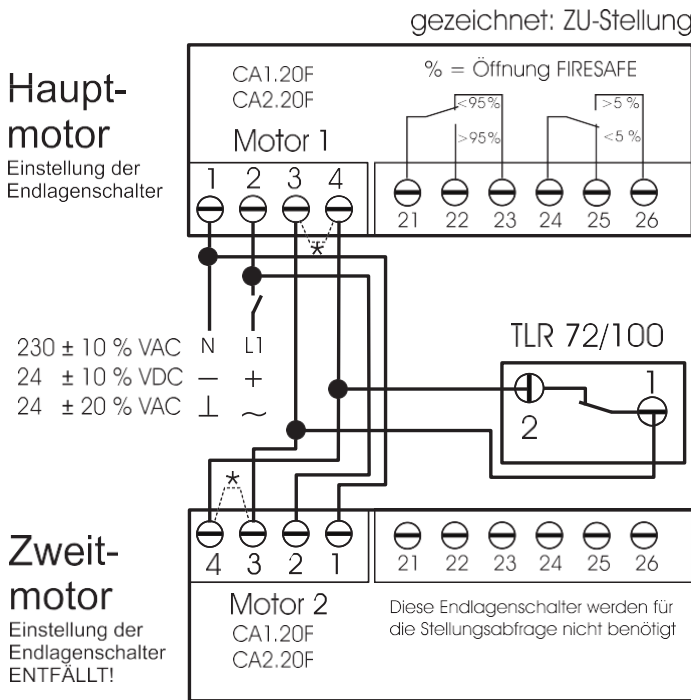 gezeichnet: ZU-Stellung
Haupt-
motor
Einstellung der
Endlagenschalter
CA1.20F
CA2.20F
Motor 1
1 2 3 4
% = Öffnung FIRESAFE
<95% >5 %
>95% <5 %
21 22 23 24 25 26
*
230 ± 10 % VAC N L1
24 ± 10 % VDC – +
24 ± 20 % VAC ⊥ ~
TLR 72/100
1
2
*
Zweit-
motor
Einstellung der
Endlagenschalter
ENTFÄLLT!
4 3 2 1
Motor 2
CA1.20F
CA2.20F
21 22 23 24 25 26
Diese Endlagenschalter werden für
die Stellungsabfrage nicht benötigt